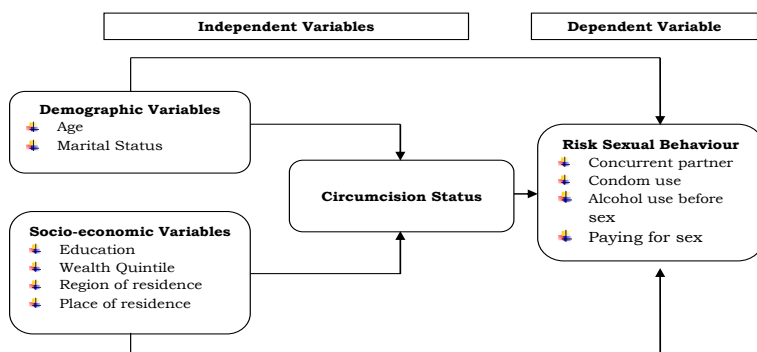 Independent Variables
Dependent Variable
Demographic Variables
Age
Marital Status
Circumcision Status
Risk Sexual Behaviour
Concurrent partner
Condom use
Alcohol use before
sex
Paying for sex
Socio-economic Variables
Education
Wealth Quintile
Region of residence
Place of residence